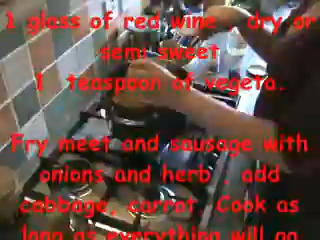 1 glass of red wine dry or
semi sweet
1 teaspoon of vegeta.
Fry meet and sausage with
onions and herb , add
cabbage, carrot Cook as
long as everything will go